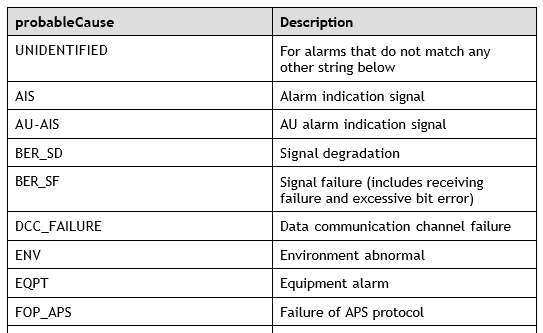 probableCause Description
UNIDENTIFIED For alarms that do not match any
other string below
AIS Alarm indication signal
AU-AIS AU alarm indication signal
BER_SD Signal degradation
BER_SF Signal failure (includes receiving
failure and excessive bit error)
DCC_FAILURE Data communication channel failure
ENV Environment abnormal
EQPT Equipment alarm
FOP_APS Failure of APS protocol